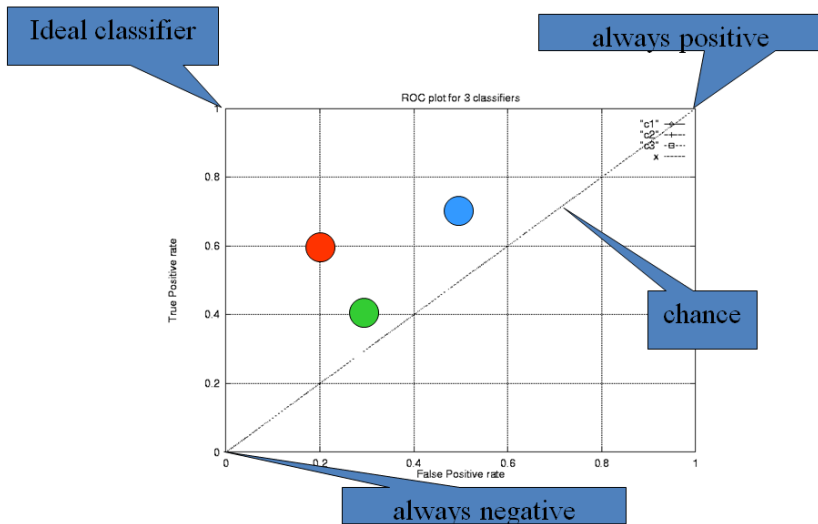 Ideal classifier
always positive
ROC plot for 3 classifiers
"c1"
"c2"
"c3"
x
1
0.8
0.6
0.4
0.2
0
True Positive rate
chance
0
0.2
0.4
0.6
0.8
1
False Positive rate
always negative